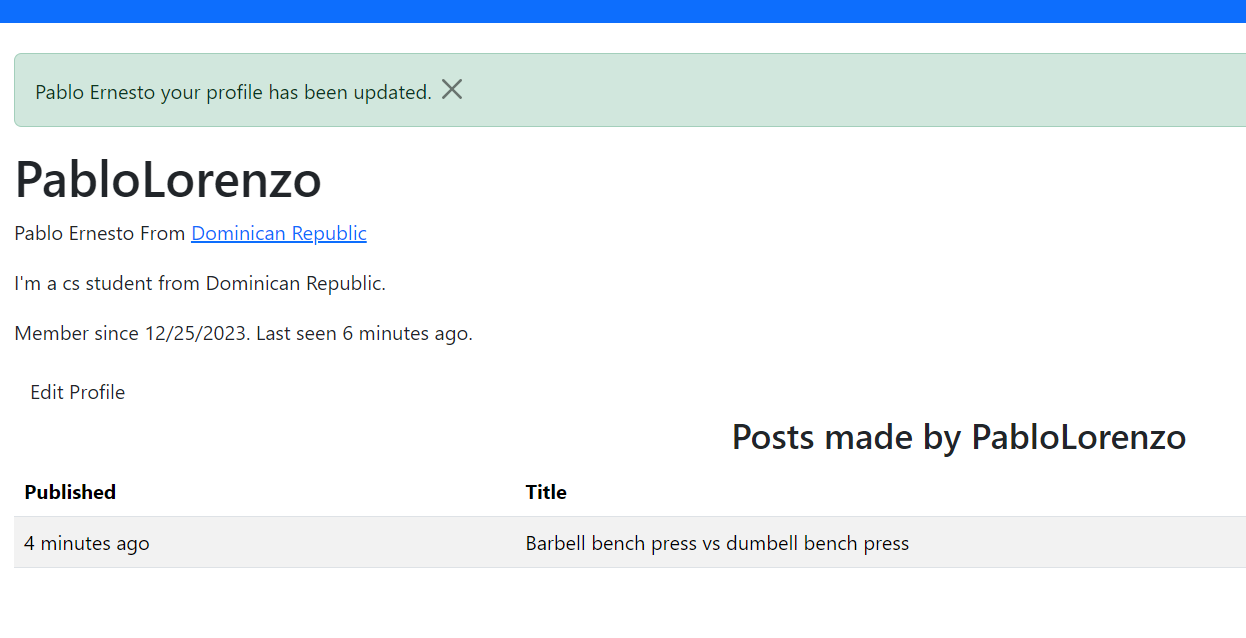 Pablo Ernesto your profile has been updated.
PabloLorenzo
Pablo Ernesto From Dominican Republic
I'm a cs student from Dominican Republic.
Member since 12/25/2023. Last seen 6 minutes ago.
Edit Profile
Posts made by PabloLorenzo
Published Title
4 minutes ago Barbell bench press vs dumbell bench press